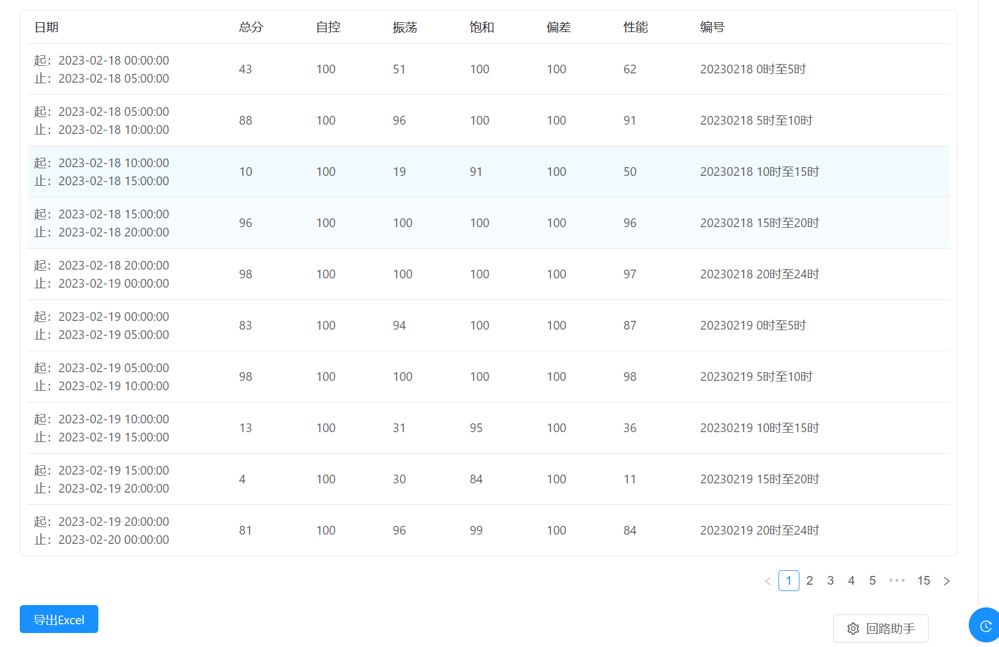 日期 总分 自控 振荡 饱和 偏差 性能 编号
起：2023-02-18 00:00:00
止：2023-02-18 05:00:00
43 100 51 100 100 62 20230218 0时至5时
起：2023-02-18 05:00:00
止：2023-02-18 10:00:00
88 100 96 100 100 91 20230218 5时至10时
起：2023-02-18 10:00:00
止：2023-02-18 15:00:00
10 100 19 91 100 50 20230218 10时至15时
起：2023-02-18 15:00:00
止：2023-02-18 20:00:00
96 100 100 100 100 96 20230218 15时至20时
起：2023-02-18 20:00:00
止：2023-02-19 00:00:00
98 100 100 100 100 97 20230218 20时至24时
起：2023-02-19 00:00:00
止：2023-02-19 05:00:00
83 100 94 100 100 87 20230219 0时至5时
起：2023-02-19 05:00:00
止：2023-02-19 10:00:00
98 100 100 100 100 98 20230219 5时至10时
起：2023-02-19 10:00:00
止：2023-02-19 15:00:00
13 100 31 95 100 36 20230219 10时至15时
起：2023-02-19 15:00:00
止：2023-02-19 20:00:00
4 100 30 84 100 11 20230219 15时至20时
起：2023-02-19 20:00:00
止：2023-02-20 00:00:00
81 100 96 99 100 84 20230219 20时至24时
1 2 3 4 5 ••• 15
导出Excel
回路助手